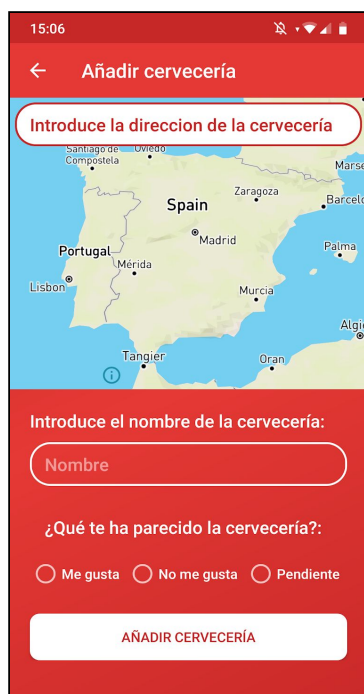 15:06
Añadir cervecería
Introduce la direccion de la cervecería
Santiago de
Compostela
Oviedo
Marse
Zaragoza
Spain
Barcelo
Madrid
Palma
Portugal
Mérida
Lisbon
Murcia
Algie
Tangier
Oran
Introduce el nombre de la cervecería:
Nombre
¿Qué te ha parecido la cervecería?:
Me gusta No me gusta Pendiente
AÑADIR CERVECERÍA